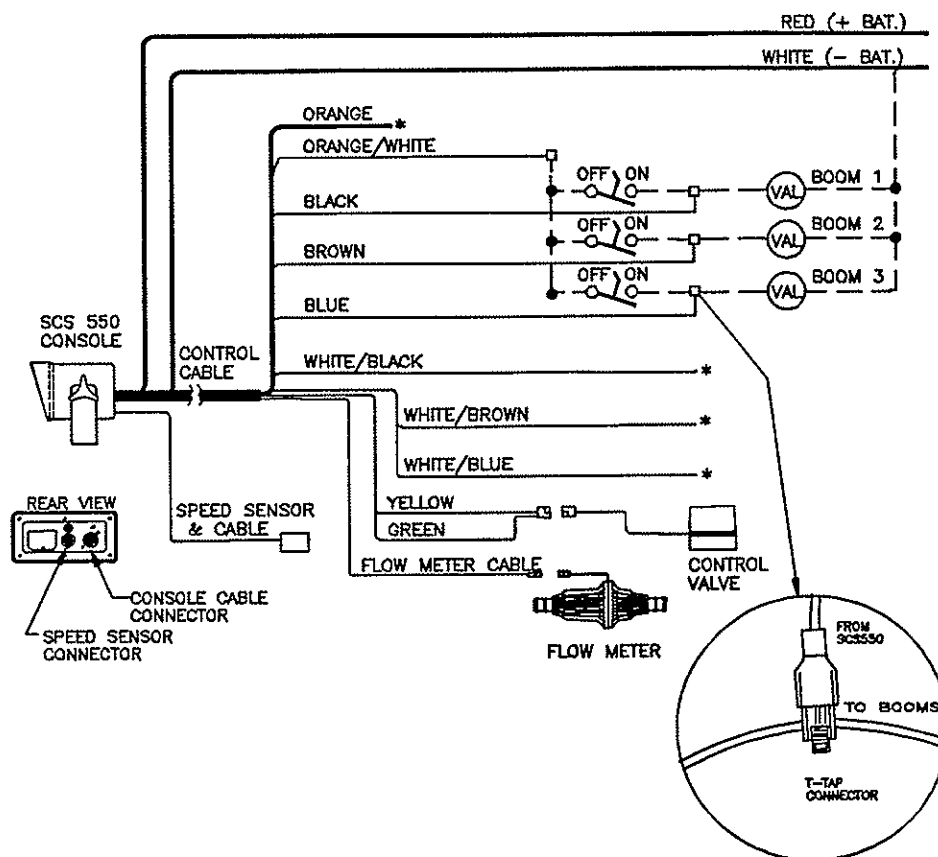 RED (+ BAT.)
WHITE (- BAT.)
ORANGE
*
ORANGE/WHITE
OFF ON
VAL
BOOM 1
BLACK
OFF ON
VAL
BOOM 2
BROWN
OFF ON
VAL
BOOM 3
BLUE
SCS 550
CONSOLE
CONTROL
CABLE
WHITE/BLACK
*
WHITE/BROWN
*
WHITE/BLUE
*
REAR VIEW
SPEED SENSOR
& CABLE
YELLOW
GREEN
FLOW METER CABLE
CONTROL
VALVE
CONSOLE CABLE
CONNECTOR
SPEED SENSOR
CONNECTOR
FLOW METER
FROM
SCS550
TO BOOMS
T-TAP
CONNECTOR